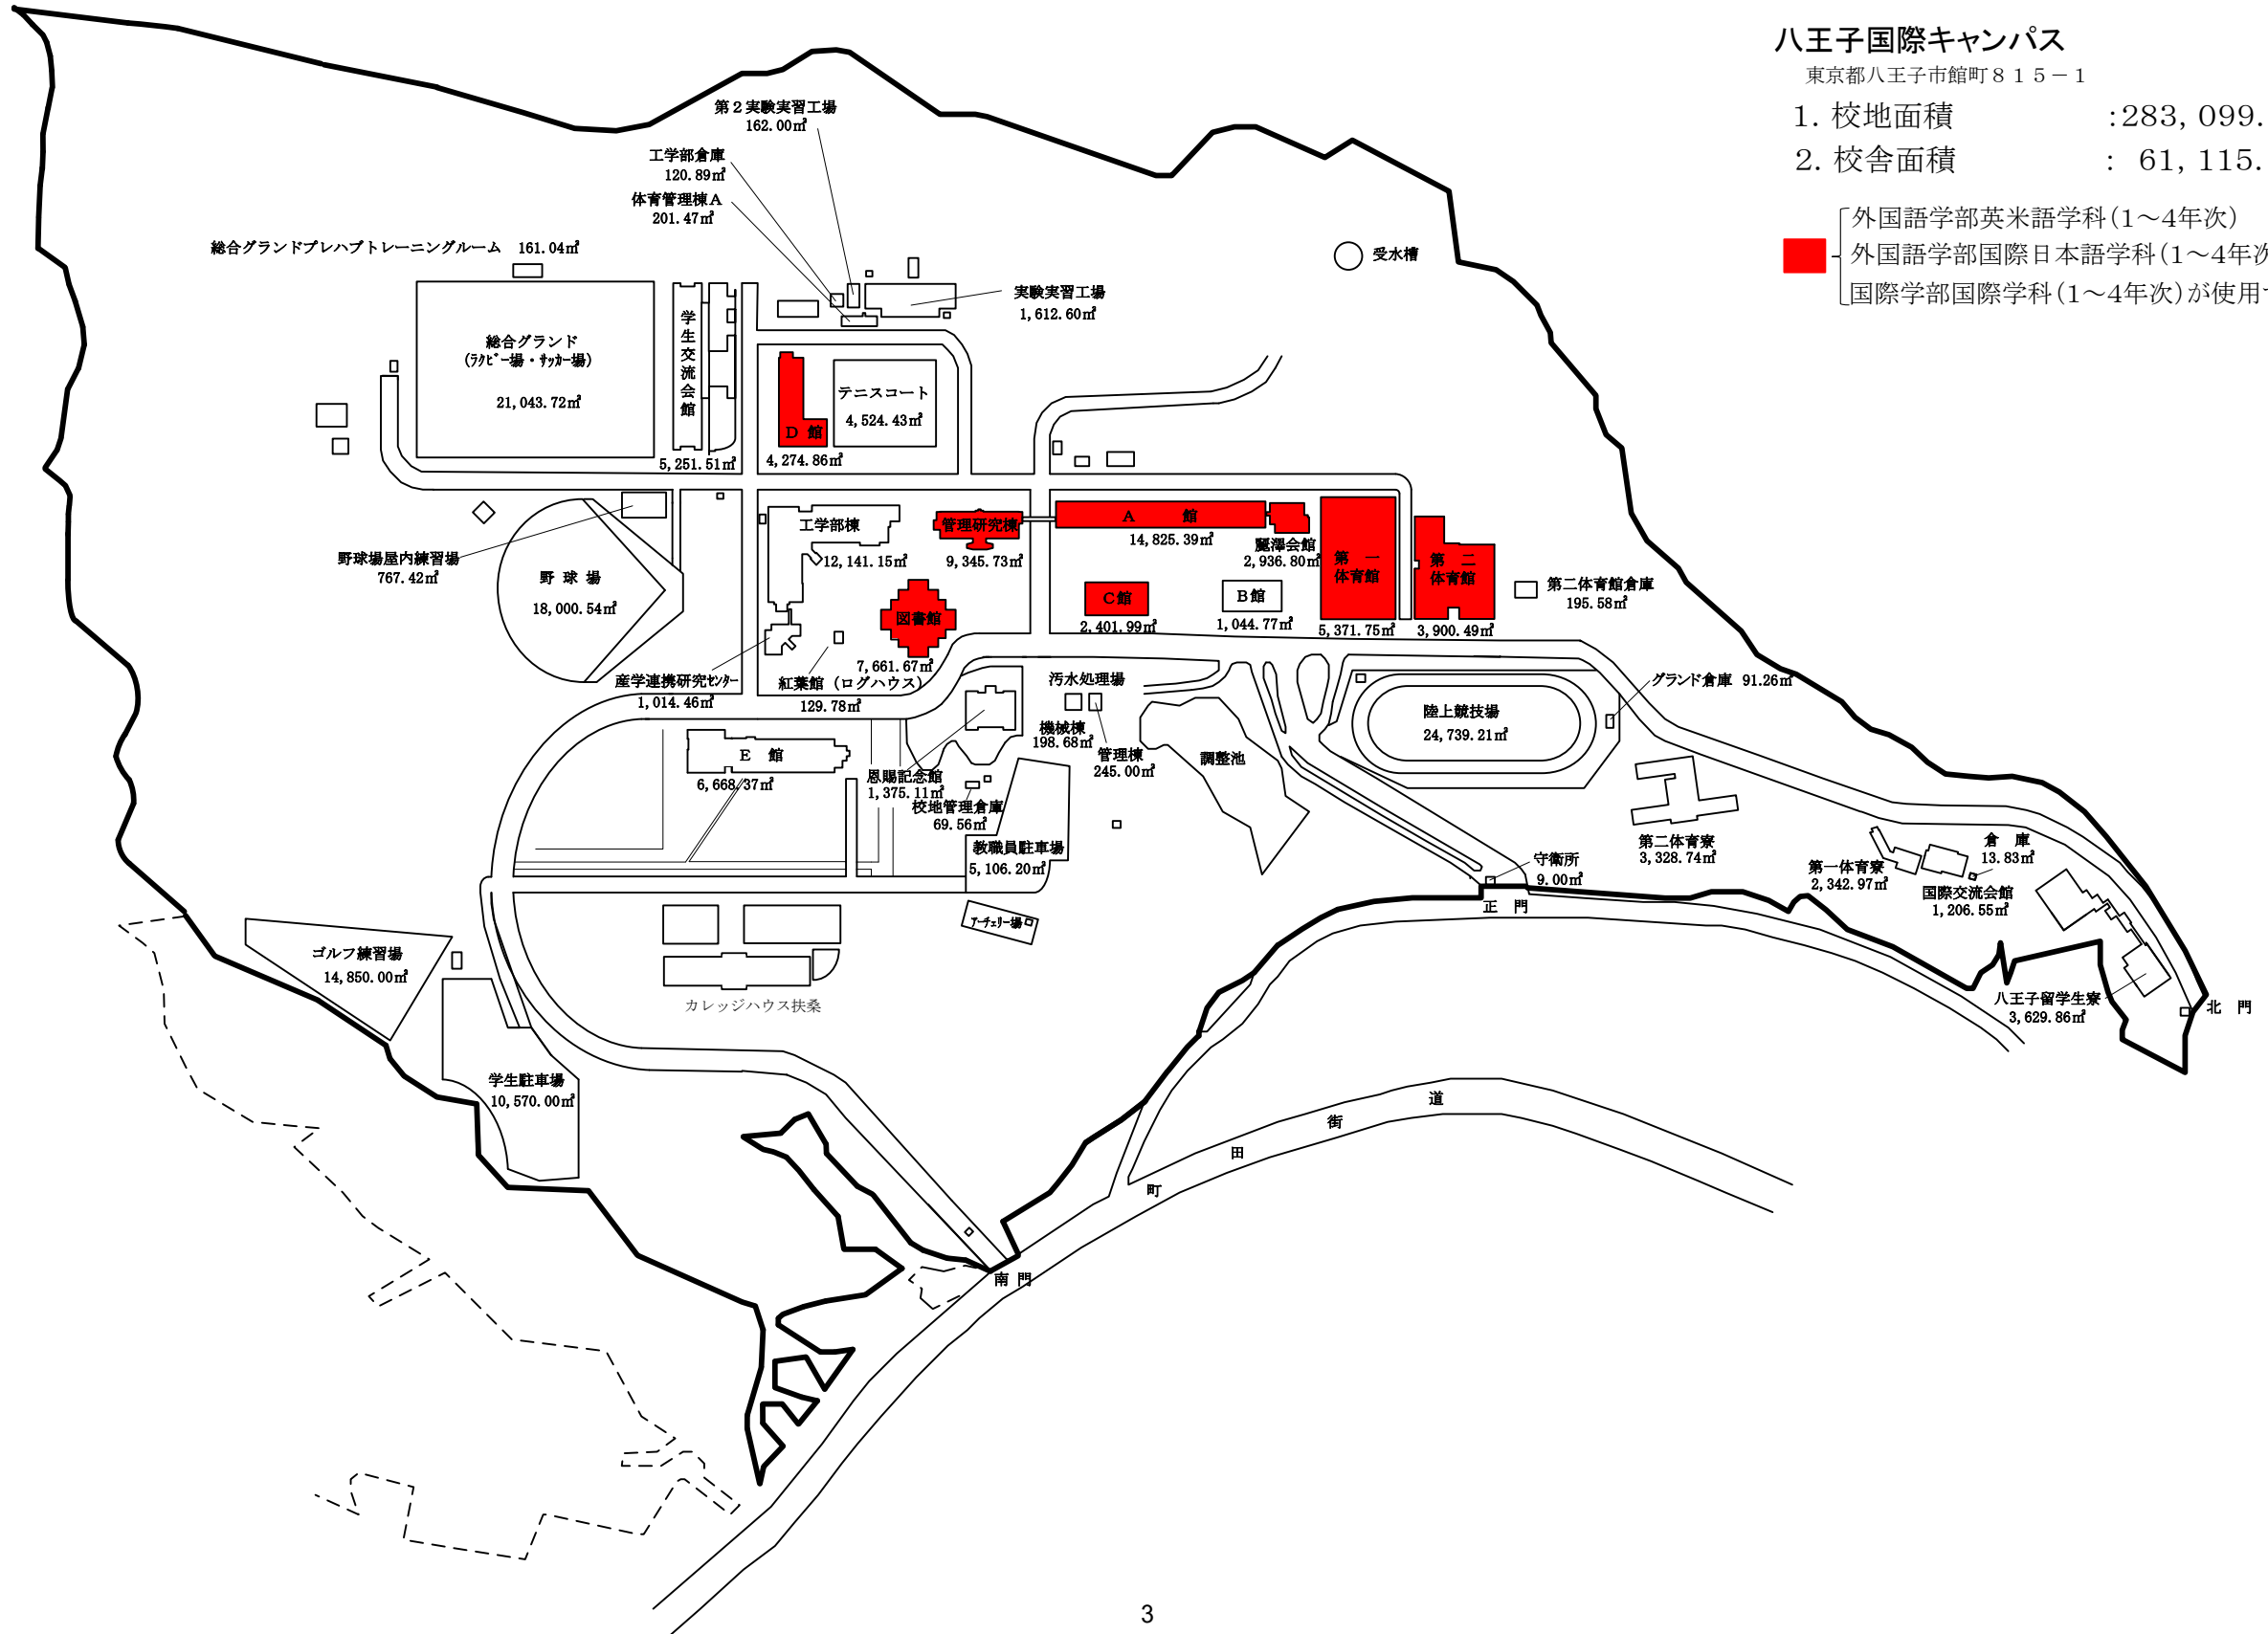 八王子国際キャンパス
東京都八王子市館町８１５－１
1. 校地面積 :283, 099.
2. 校舎面積 : 61, 115.
外国語学部英米語学科(1～4年次)
外国語学部国際日本語学科(1～4年次
国際学部国際学科(1～4年次)が使用
第２実験実習工場
162.00㎡
工学部倉庫
120.89㎡
体育管理棟Ａ
201.47㎡
総合グランドプレハブトレーニングルーム 161.04㎡
受水槽
実験実習工場
1,612.60㎡
総合グランド
(ﾗｸﾞﾋﾞｰ場・ｻｯｶｰ場)
21,043.72㎡
学生交流会館
5,251.51㎡
Ｄ 館
4,274.86㎡
テニスコート
4,524.43㎡
野球場屋内練習場
767.42㎡
野 球 場
18,000.54㎡
工学部棟
12,141.15㎡
管理研究棟
9,345.73㎡
Ａ 館
14,825.39㎡
麗澤会館
2,936.80㎡
第 一
体育館
5,371.75㎡
第 二
体育館
3,900.49㎡
第二体育館倉庫
195.58㎡
図書館
7,661.67㎡
Ｃ館
2,401.99㎡
Ｂ館
1,044.77㎡
産学連携研究ｾﾝﾀｰ
1,014.46㎡
紅葉館（ログハウス）
129.78㎡
汚水処理場
機械棟
198.68㎡
管理棟
245.00㎡
調整池
陸上競技場
24,739.21㎡
グランド倉庫 91.26㎡
Ｅ 館
6,668.37㎡
恩賜記念館
1,375.11㎡
校地管理倉庫
69.56㎡
教職員駐車場
5,106.20㎡
第二体育寮
3,328.74㎡
守衛所
9.00㎡
正 門
第一体育寮
2,342.97㎡
倉 庫
13.83㎡
国際交流会館
1,206.55㎡
八王子留学生寮
3,629.86㎡
北 門
ｱｰﾁｪﾘｰ場
ゴルフ練習場
14,850.00㎡
カレッジハウス扶桑
学生駐車場
10,570.00㎡
町田街道
南 門
3